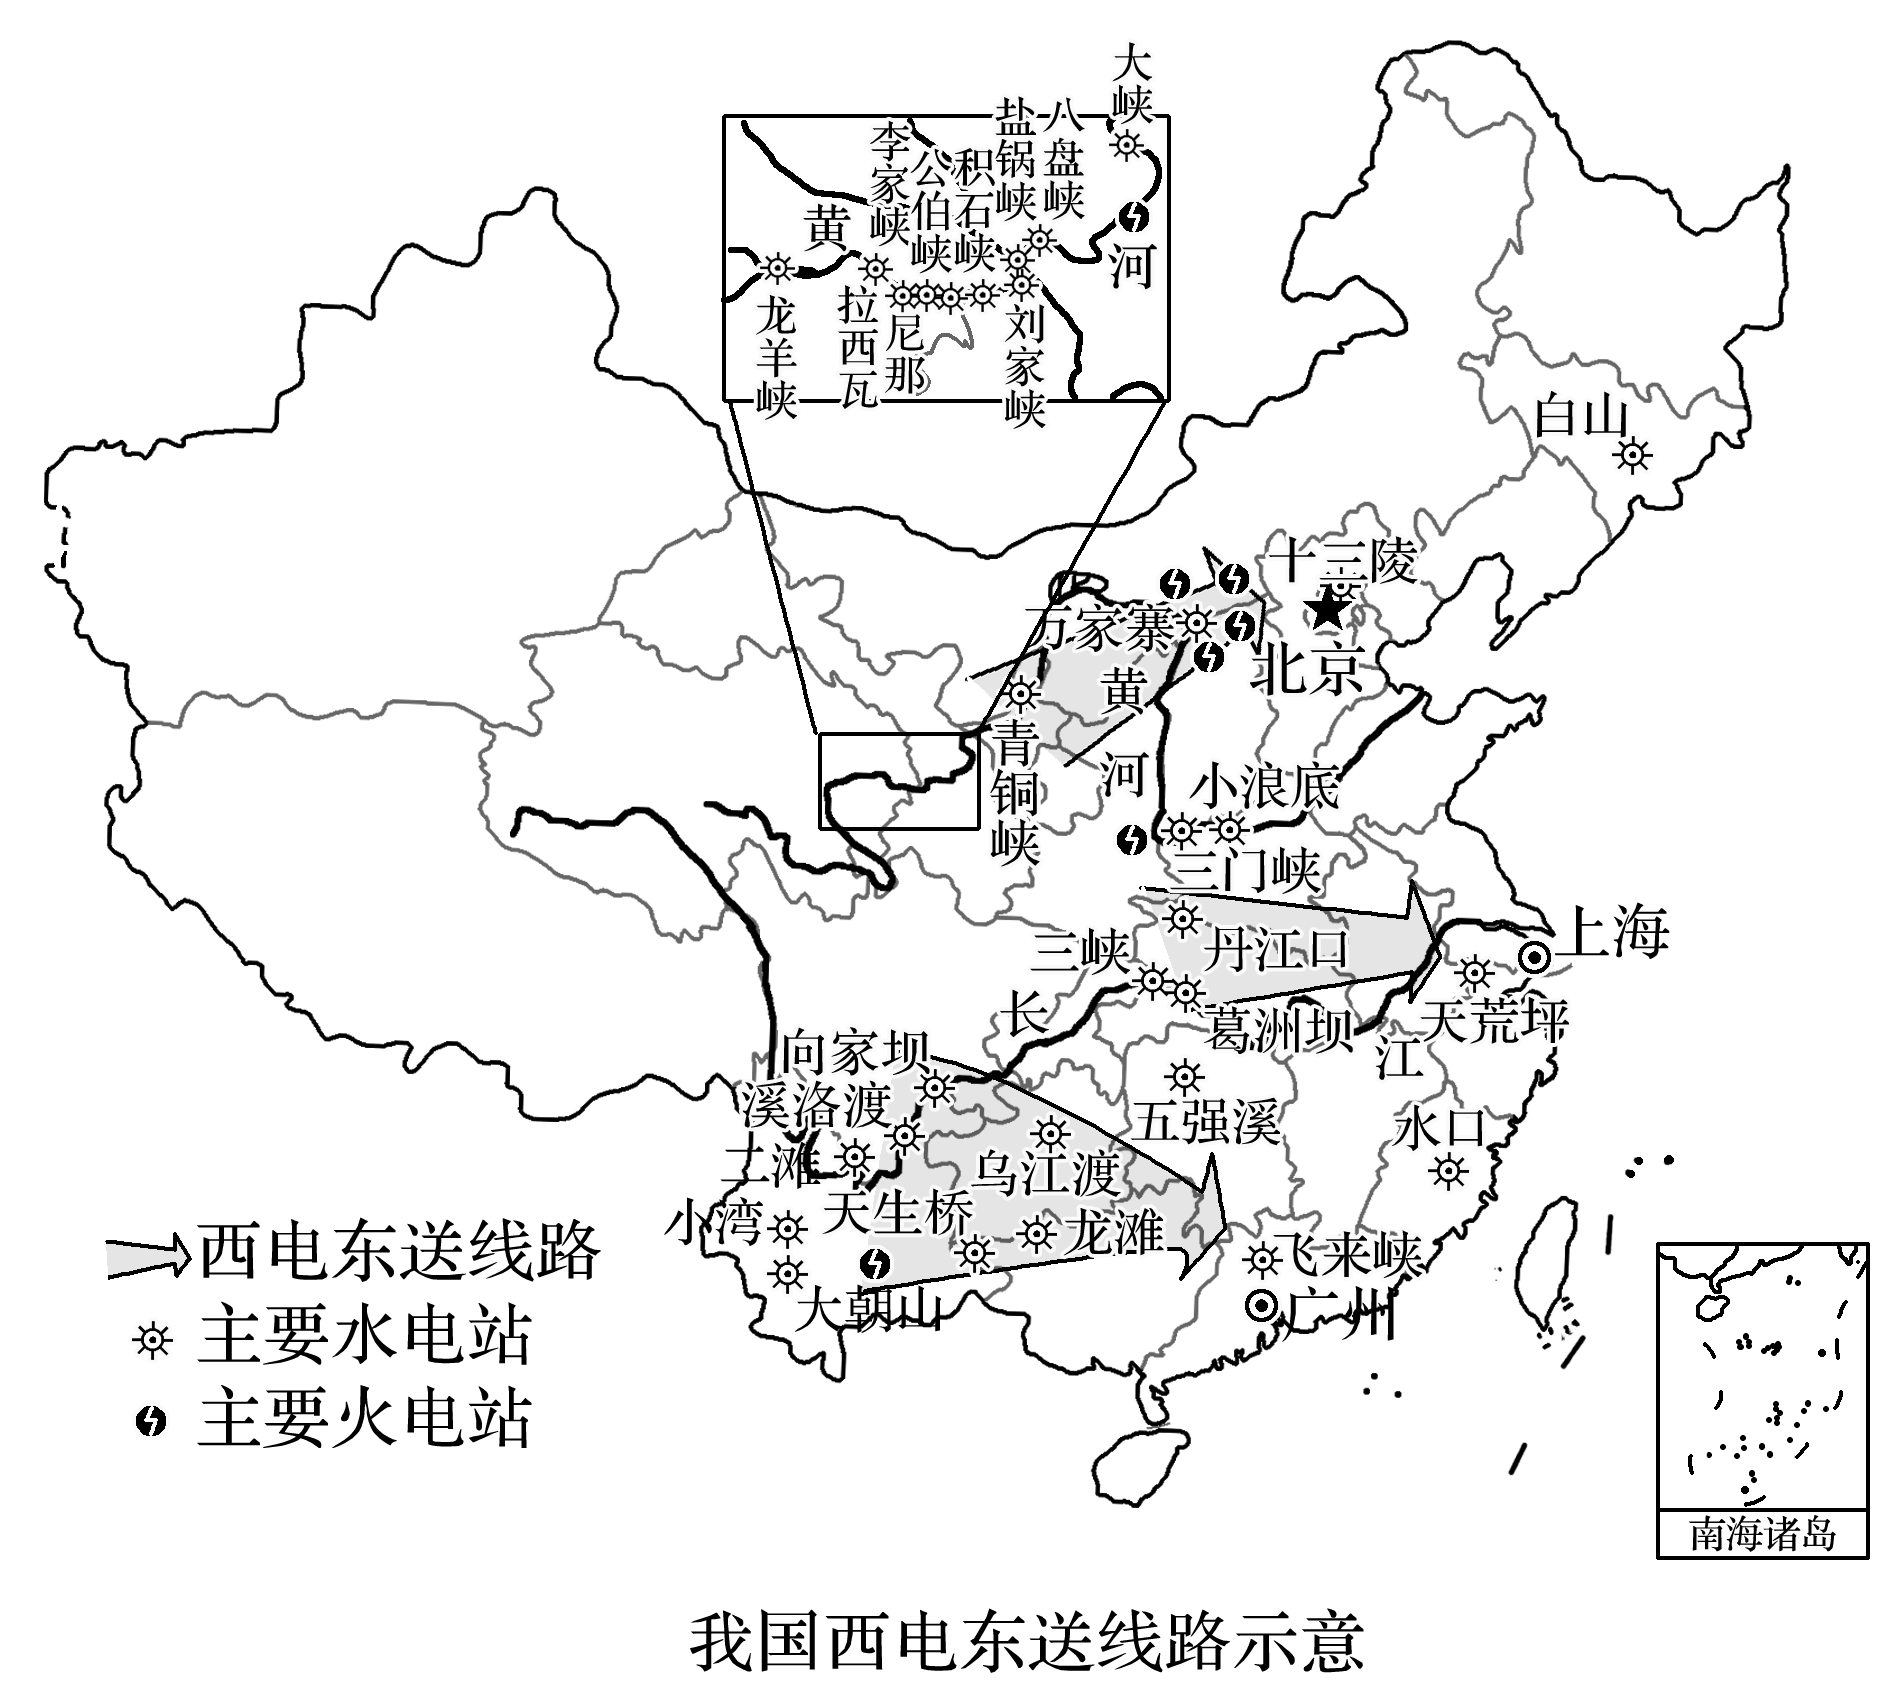 大峡
八盘峡
盐锅峡
积石峡
公伯峡
李家峡
黄
河
龙羊峡
拉西瓦
尼那
刘家峡
白山
十三陵
北京
万家寨
黄
河
青铜峡
小浪底
三门峡
丹江口
三峡
葛洲坝
长
江
上海
天荒坪
向家坝
溪洛渡
二滩
五强溪
水口
乌江渡
小湾
天生桥
龙滩
大朝山
飞来峡
广州
西电东送线路
主要水电站
主要火电站
南海诸岛
我国西电东送线路示意